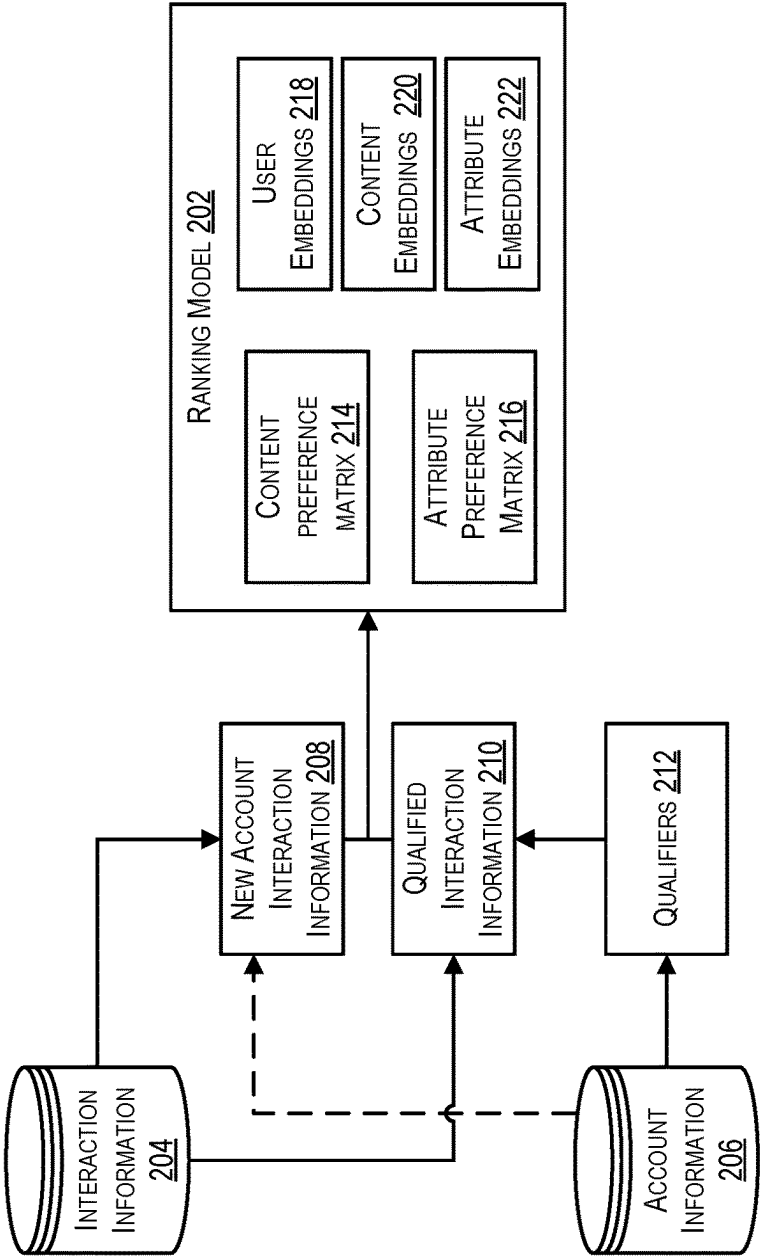 INTERACTION
INFORMATION
204
ACCOUNT
INFORMATION
206
NEW ACCOUNT
INTERACTION
INFORMATION 208
QUALIFIED
INTERACTION
INFORMATION 210
QUALIFIERS 212
RANKING MODEL 202
CONTENT
PREFERENCE
MATRIX 214
ATTRIBUTE
PREFERENCE
MATRIX 216
USER
EMBEDDINGS 218
CONTENT
EMBEDDINGS 220
ATTRIBUTE
EMBEDDINGS 222